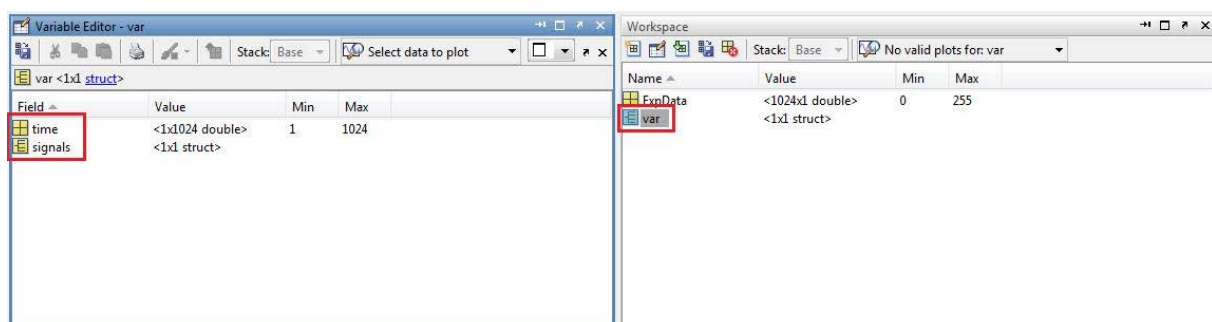 Variable Editor - var
Stack: Base Select data to plot
var <1x1 struct>
Field Value Min Max
time <1x1024 double> 1 1024
signals <1x1 struct>
Workspace
Stack: Base No valid plots for: var
Name Value Min Max
ExpData <1024x1 double> 0 255
var <1x1 struct>